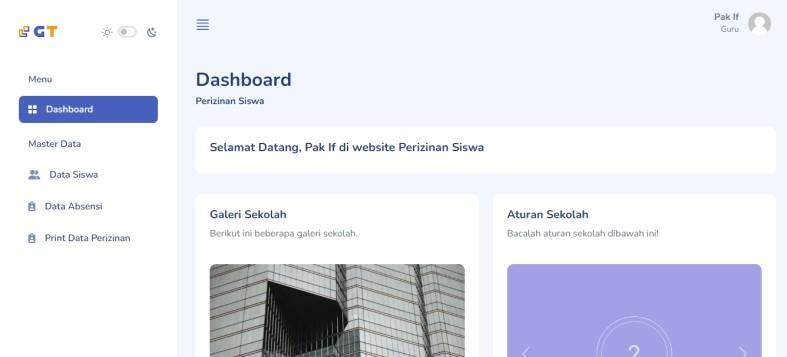 GT
Pak If
Guru
Menu
Dashboard
Master Data
Data Siswa
Data Absensi
Print Data Perizinan
Dashboard
Perizinan Siswa
Selamat Datang, Pak If di website Perizinan Siswa
Galeri Sekolah
Berikut ini beberapa galeri sekolah.
Aturan Sekolah
Bacalah aturan sekolah dibawah ini!
2